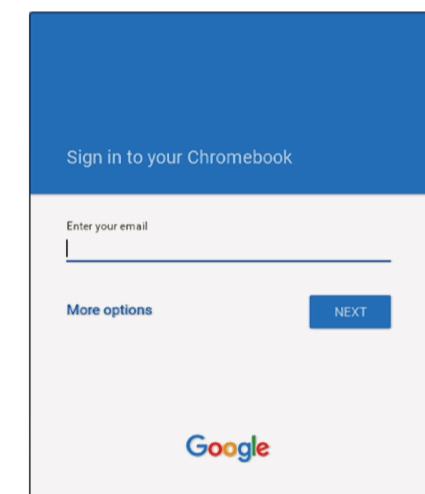 Sign in to your Chromebook
Enter your email
More options
NEXT
Google